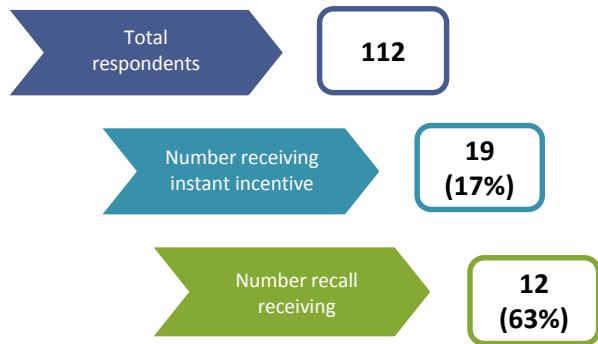 Total
respondents
112
Number receiving
instant incentive
19
(17%)
Number recall
receiving
12
(63%)